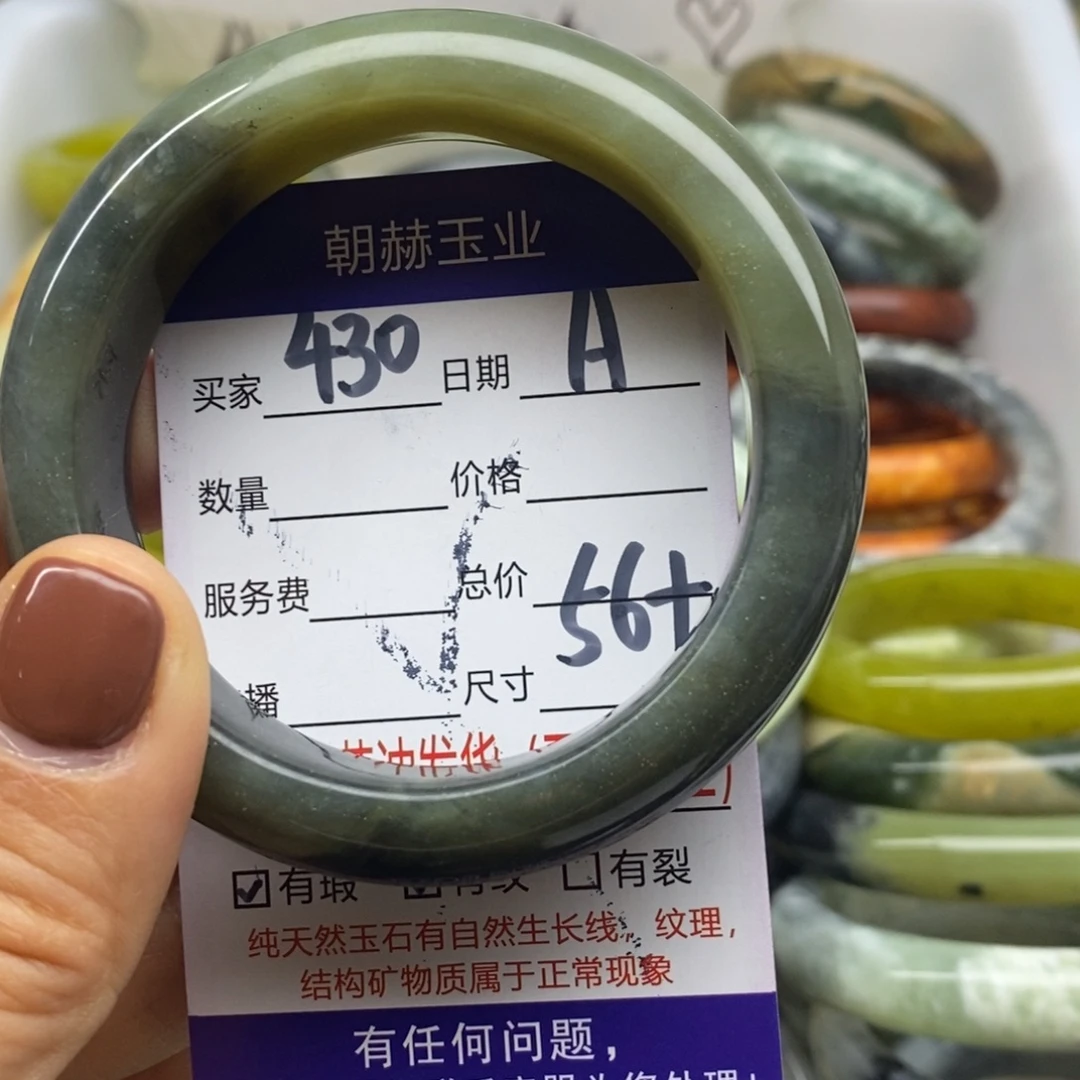 朝赫玉业
买家 430 日期 A
数量 价格
服务费 总价 56+
播 尺寸
有瑕 有纹 有裂
纯天然玉石有自然生长线，纹理，
结构矿物质属于正常现象
有任何问题，